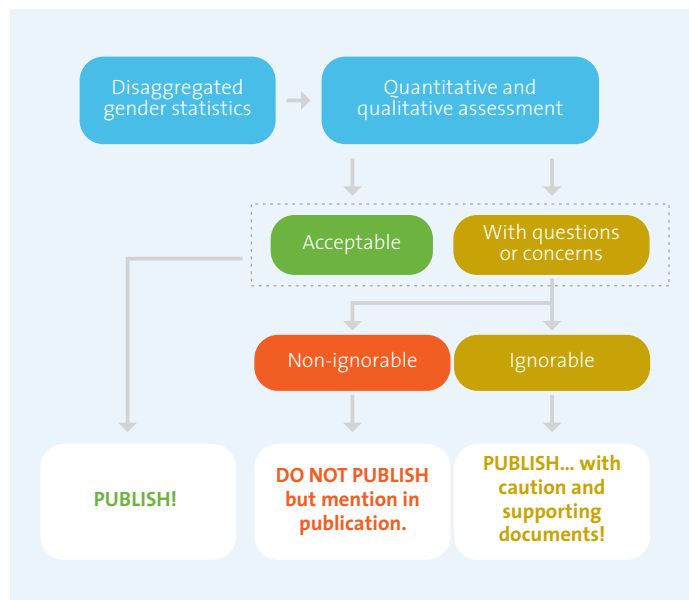 Disaggregated
gender statistics
Quantitative and
qualitative assessment
Acceptable
With questions
or concerns
Non-ignorable
Ignorable
PUBLISH!
DO NOT PUBLISH
but mention in
publication.
PUBLISH... with
caution and
supporting
documents!